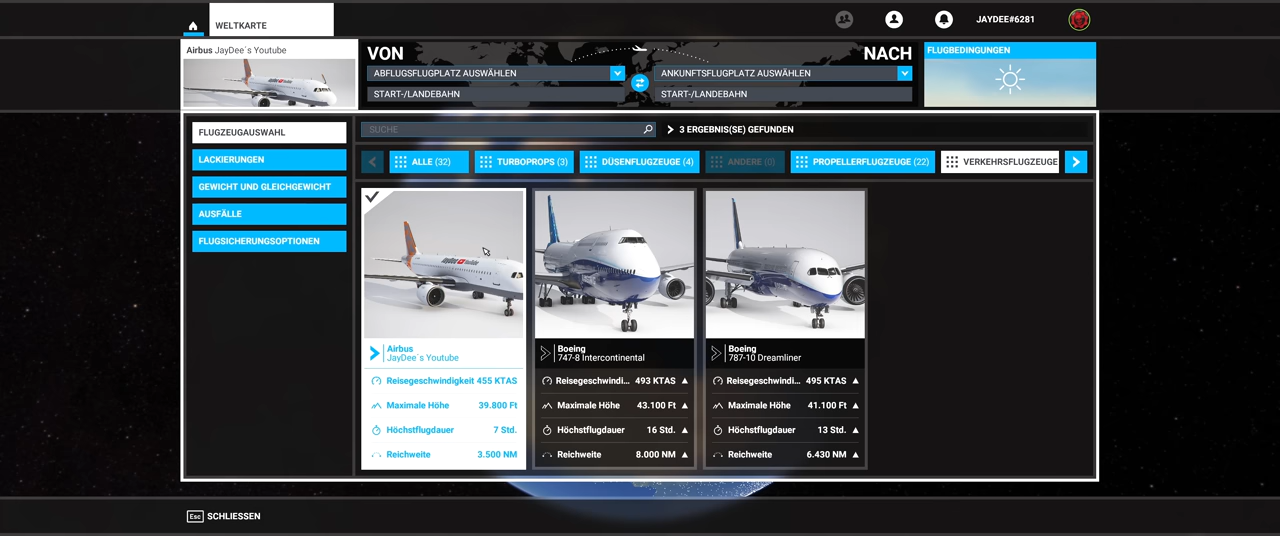 WELTKARTE
JAYDEE#6281
Airbus JayDee´s Youtube
VON
NACH
ABFLUGSFLUGPLATZ AUSWÄHLEN
ANKUNFTSFLUGPLATZ AUSWÄHLEN
START-/LANDEBAHN
START-/LANDEBAHN
FLUGBEDINGUNGEN
FLUGZEUGAUSWAHL
LACKIERUNGEN
GEWICHT UND GLEICHGEWICHT
AUSFÄLLE
FLUGSICHERUNGSOPTIONEN
SUCHE
3 ERGEBNIS(SE) GEFUNDEN
ALLE (32)
TURBOPROPS (3)
DÜSENFLUGZEUGE (4)
ANDERE (0)
PROPELLERFLUGZEUGE (22)
VERKEHRSFLUGZEUGE
Airbus
JayDee´s Youtube
Reisegeschwindigkeit 455 KTAS
Maximale Höhe 39.800 Ft
Höchstflugdauer 7 Std.
Reichweite 3.500 NM
Boeing
747-8 Intercontinental
Reisegeschwindi... 493 KTAS
Maximale Höhe 43.100 Ft
Höchstflugdauer 16 Std.
Reichweite 8.000 NM
Boeing
787-10 Dreamliner
Reisegeschwindi... 495 KTAS
Maximale Höhe 41.100 Ft
Höchstflugdauer 13 Std.
Reichweite 6.430 NM
Esc SCHLIESSEN